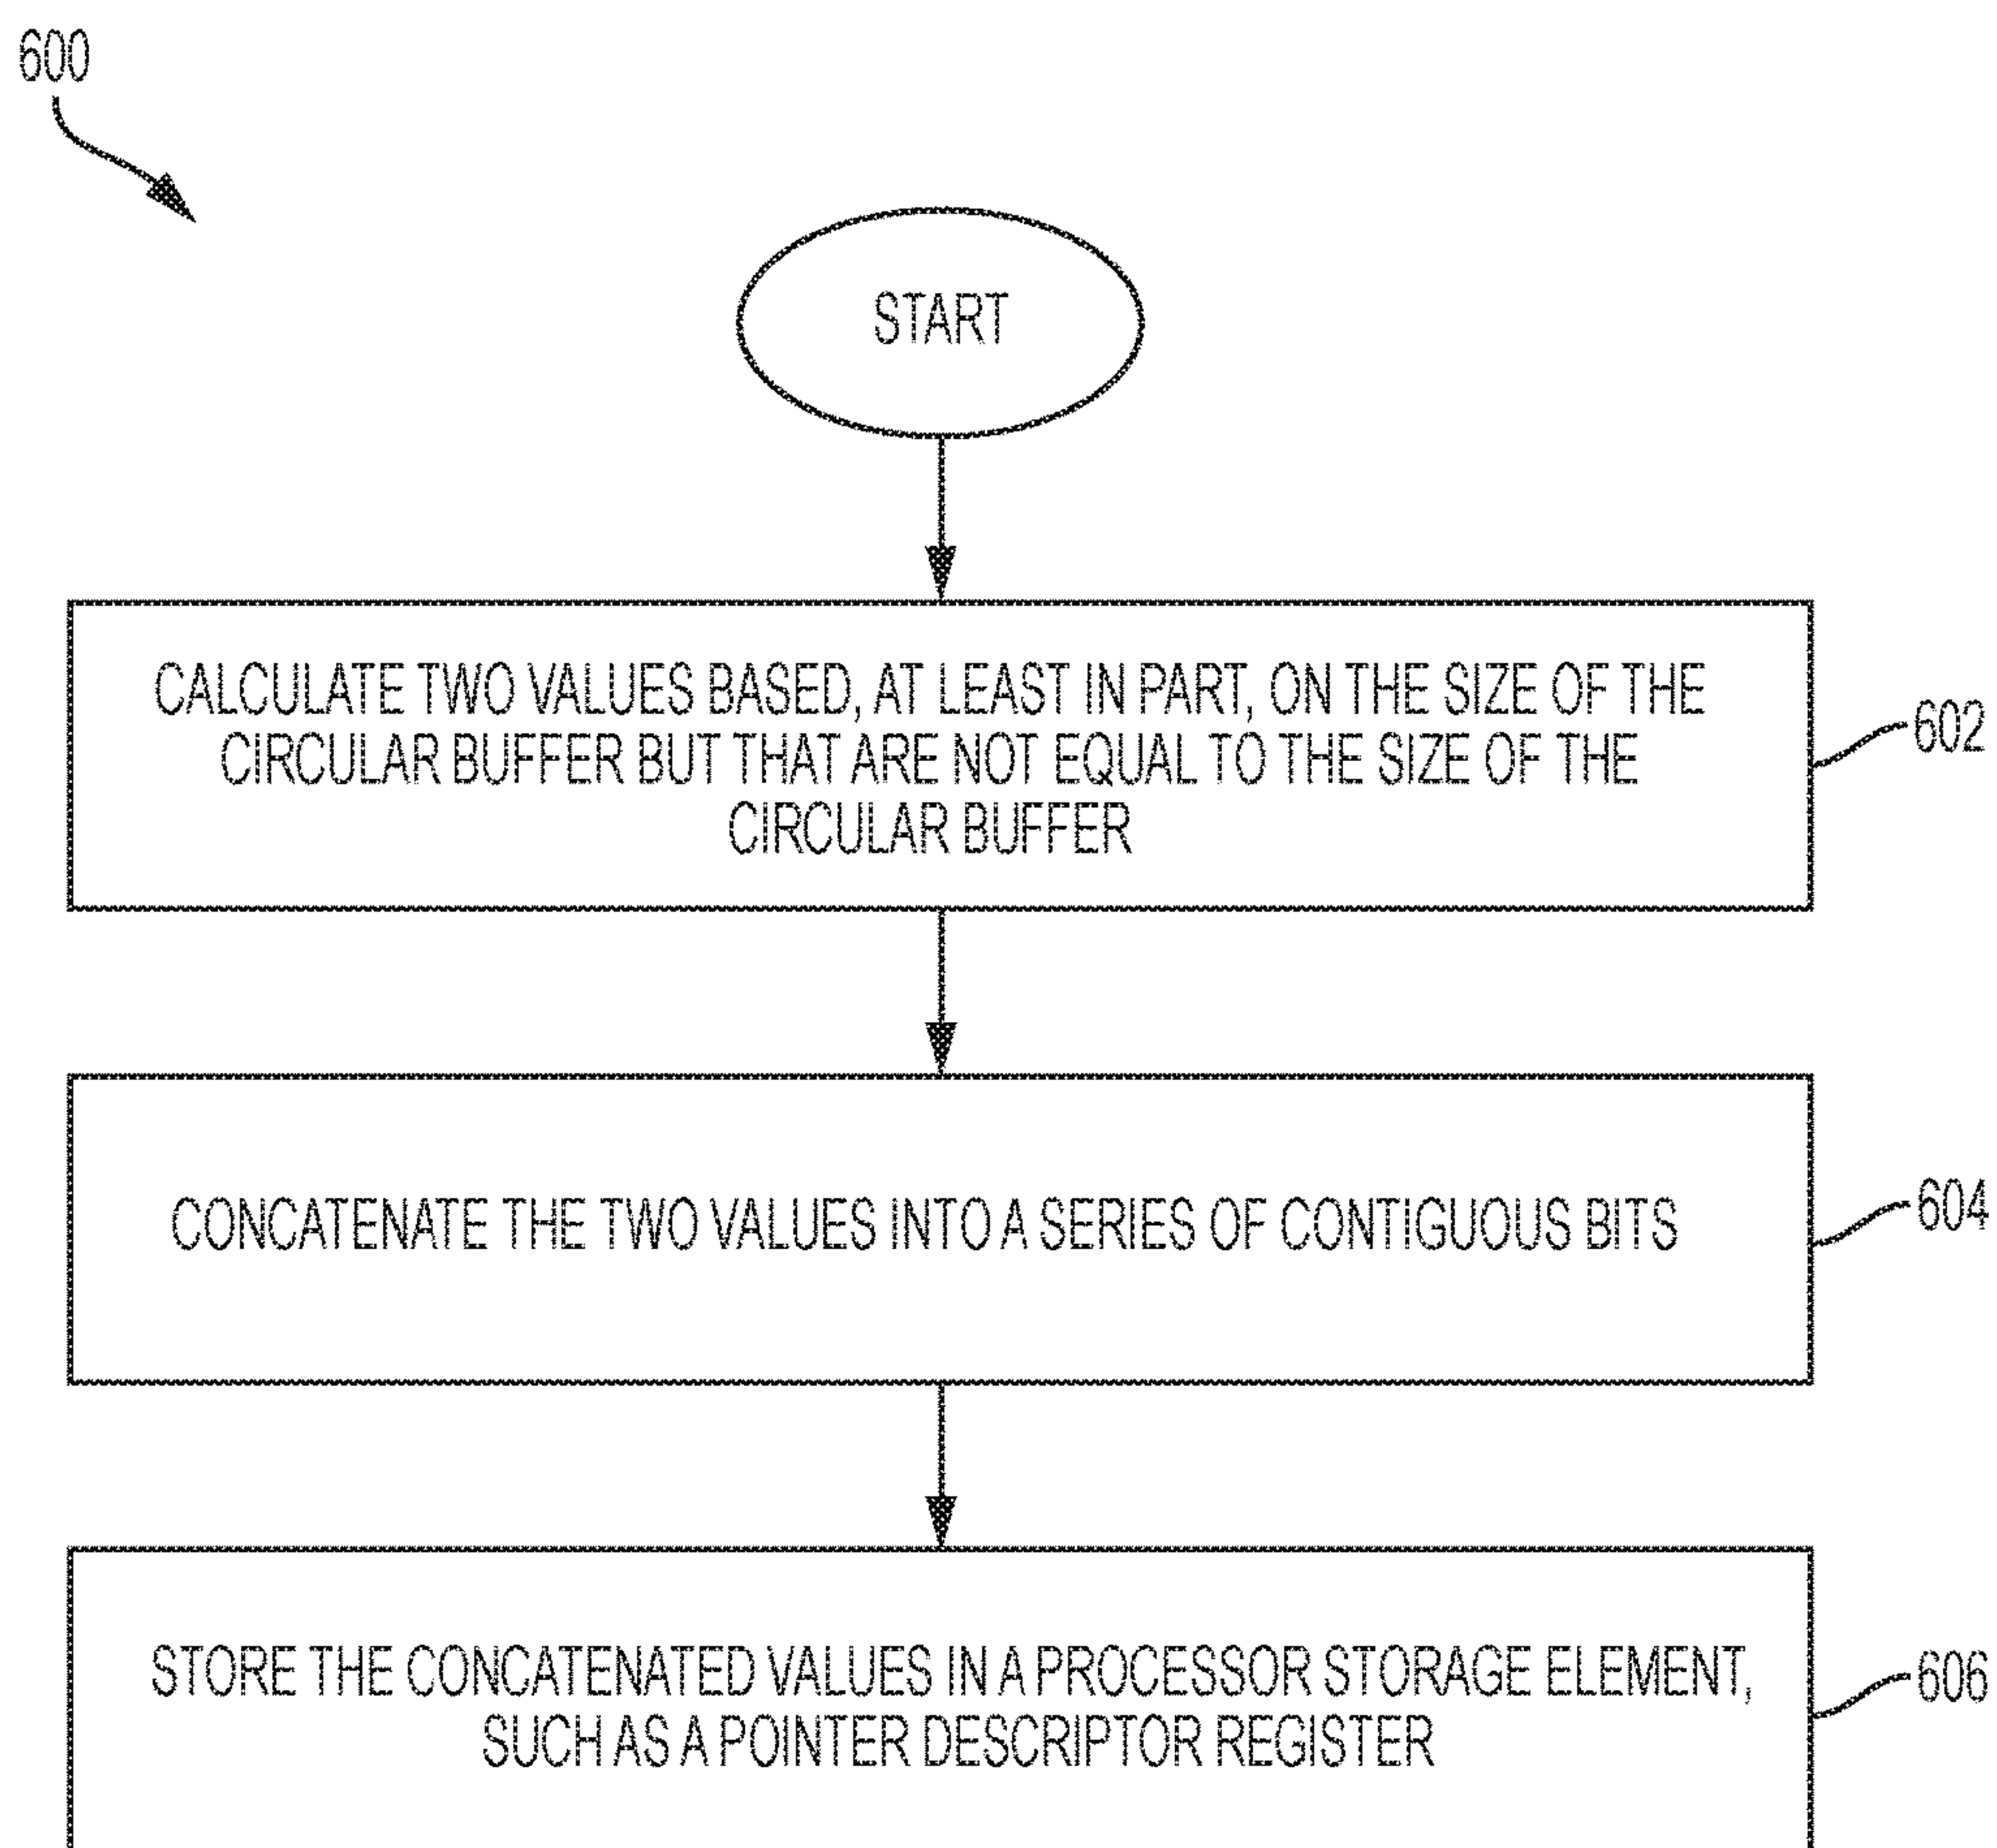 600
START
CALCULATE TWO VALUES BASED, AT LEAST IN PART, ON THE SIZE OF THE
CIRCULAR BUFFER BUT THAT ARE NOT EQUAL TO THE SIZE OF THE
CIRCULAR BUFFER
602
CONCATENATE THE TWO VALUES INTO A SERIES OF CONTIGUOUS BITS
604
STORE THE CONCATENATED VALUES IN A PROCESSOR STORAGE ELEMENT,
SUCH AS A POINTER DESCRIPTOR REGISTER
606